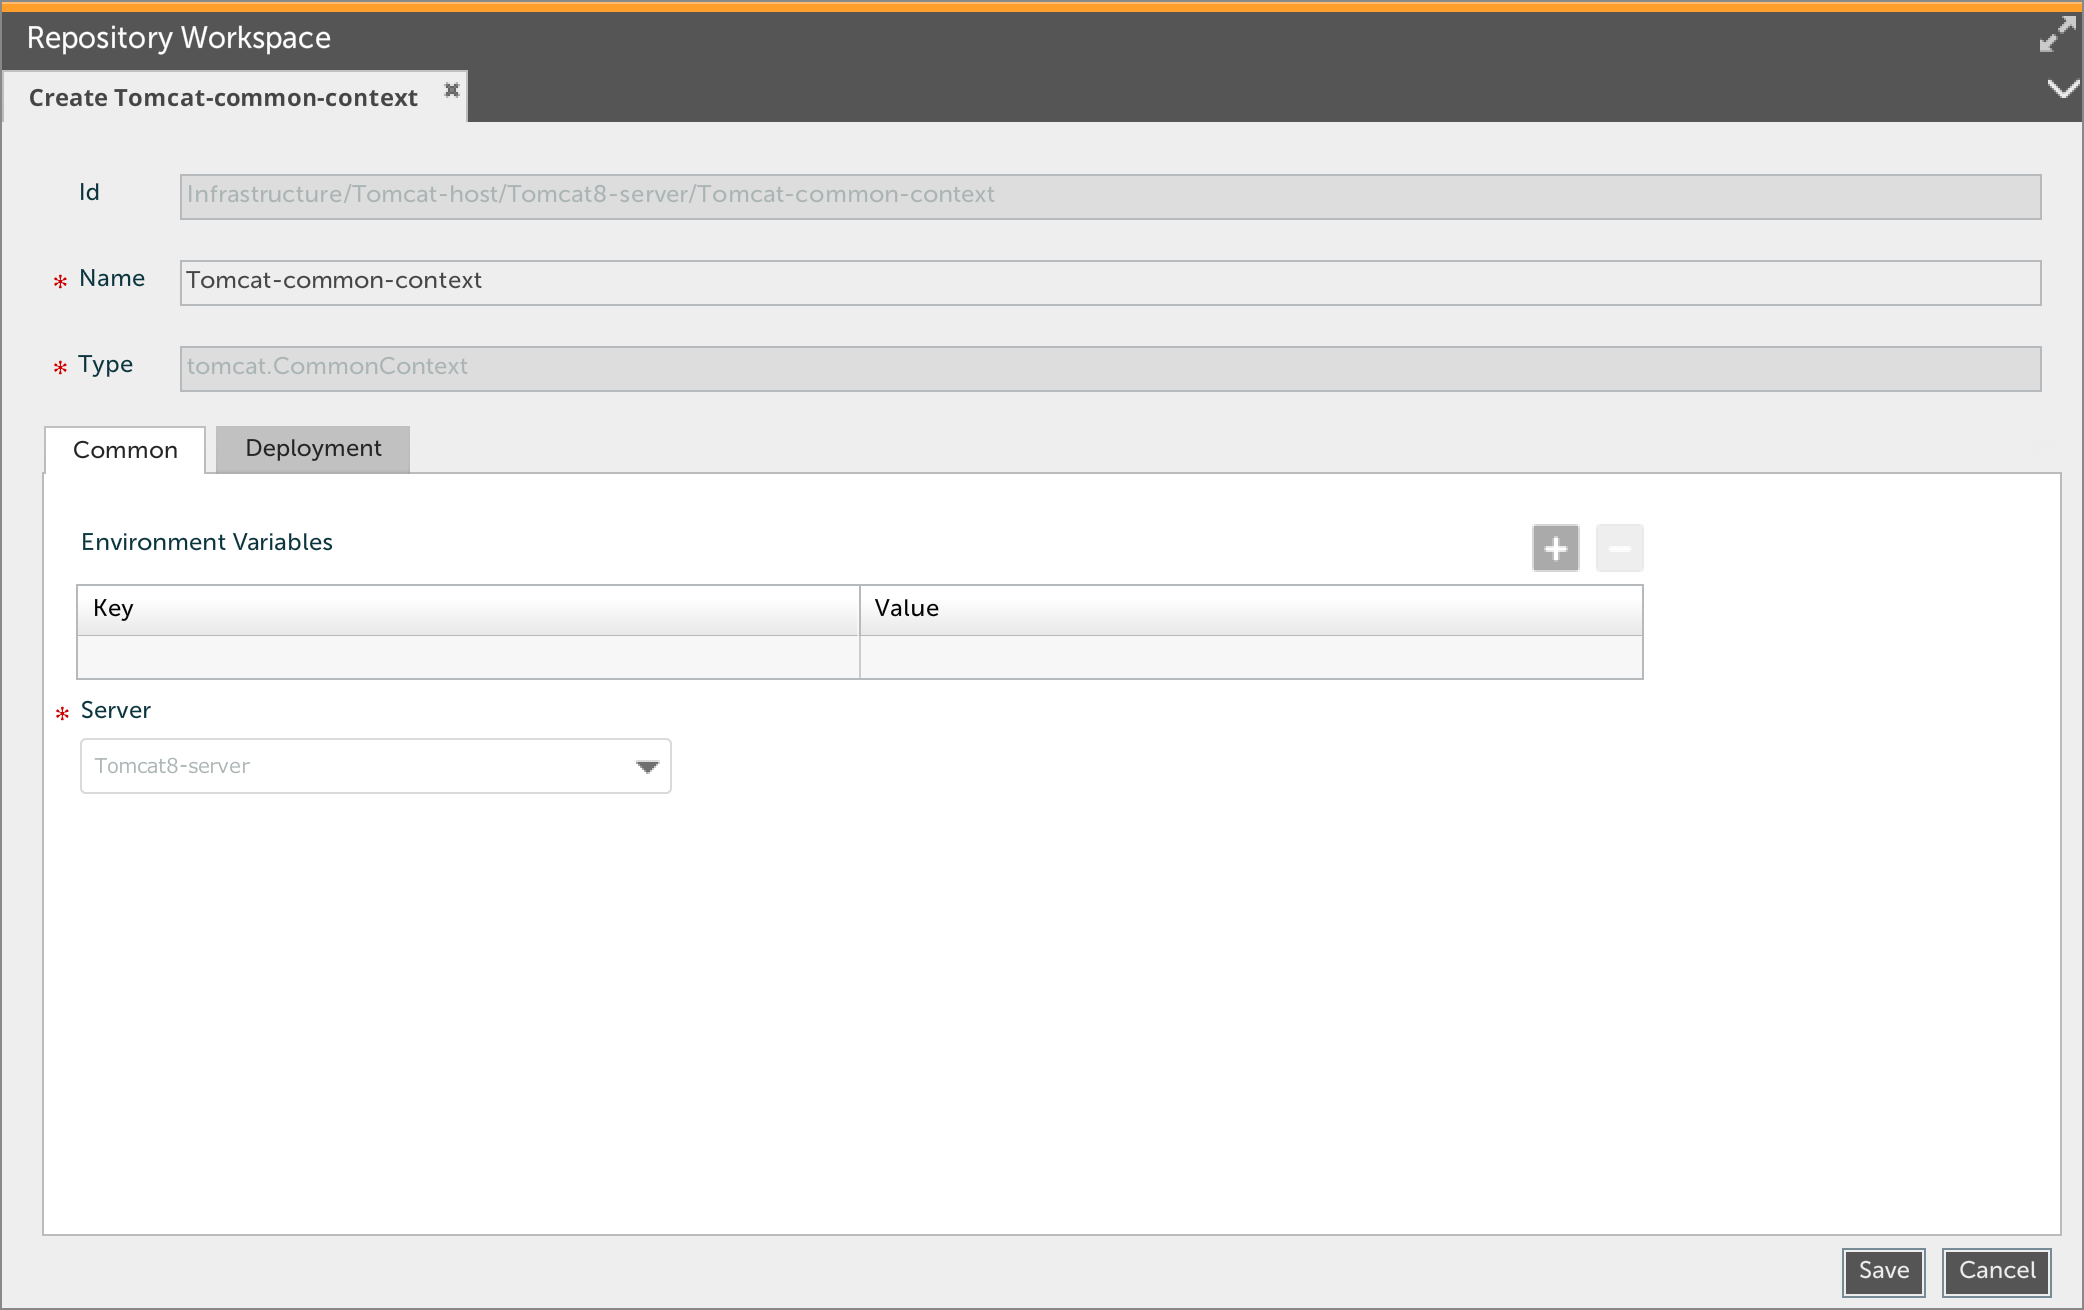 Repository Workspace
Create Tomcat-common-context
Id
Infrastructure/Tomcat-host/Tomcat8-server/Tomcat-common-context
* Name
Tomcat-common-context
* Type
tomcat.CommonContext
Common Deployment
Environment Variables
Key Value
* Server
Tomcat8-server
Save Cancel